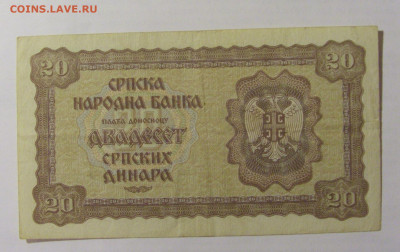 COINS.LAVE.RU
20 20
СРПСКА
НАРОДНА БАНКА
ПЛАЋА ДОНОСИОЦУ
ДВАДЕСЕТ
СРПСКИХ
ДИНАРА
20 20